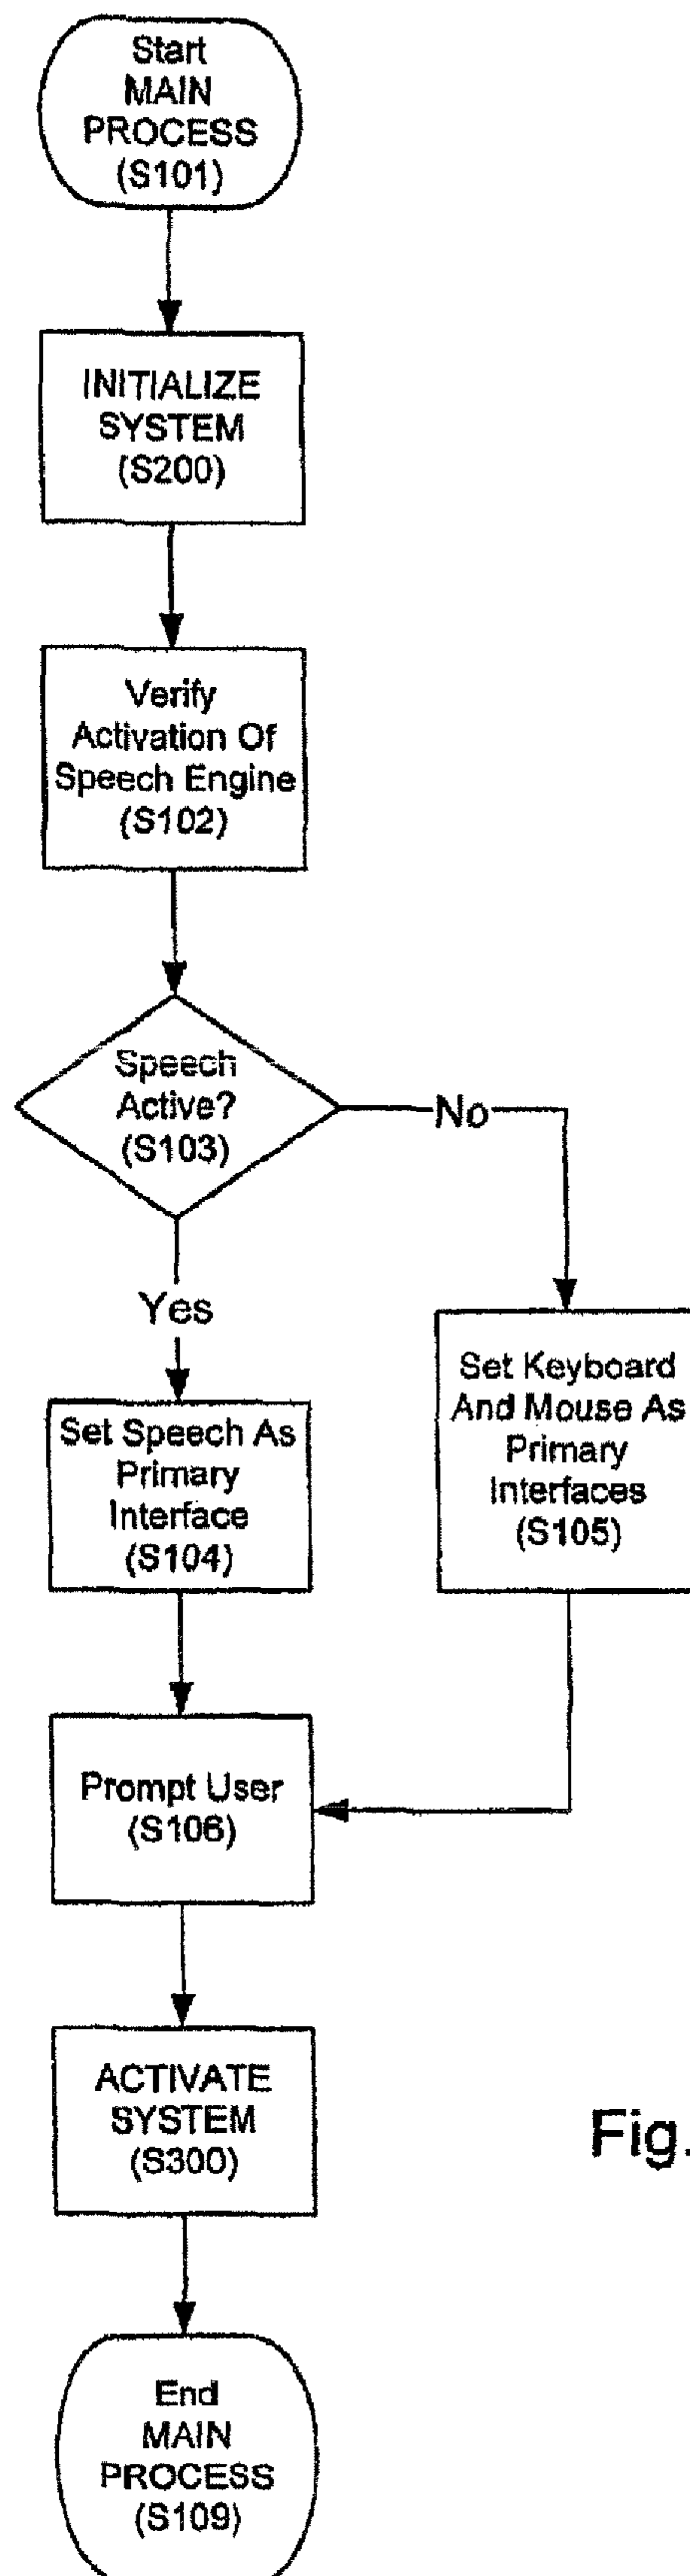 Start
MAIN
PROCESS
(S101)
INITIALIZE
SYSTEM
(S200)
Verify
Activation Of
Speech Engine
(S102)
Speech
Active?
(S103)
No
Yes
Set Speech As
Primary
Interface
(S104)
Set Keyboard
And Mouse As
Primary
Interfaces
(S105)
Prompt User
(S106)
ACTIVATE
SYSTEM
(S300)
Fig.
End
MAIN
PROCESS
(S109)